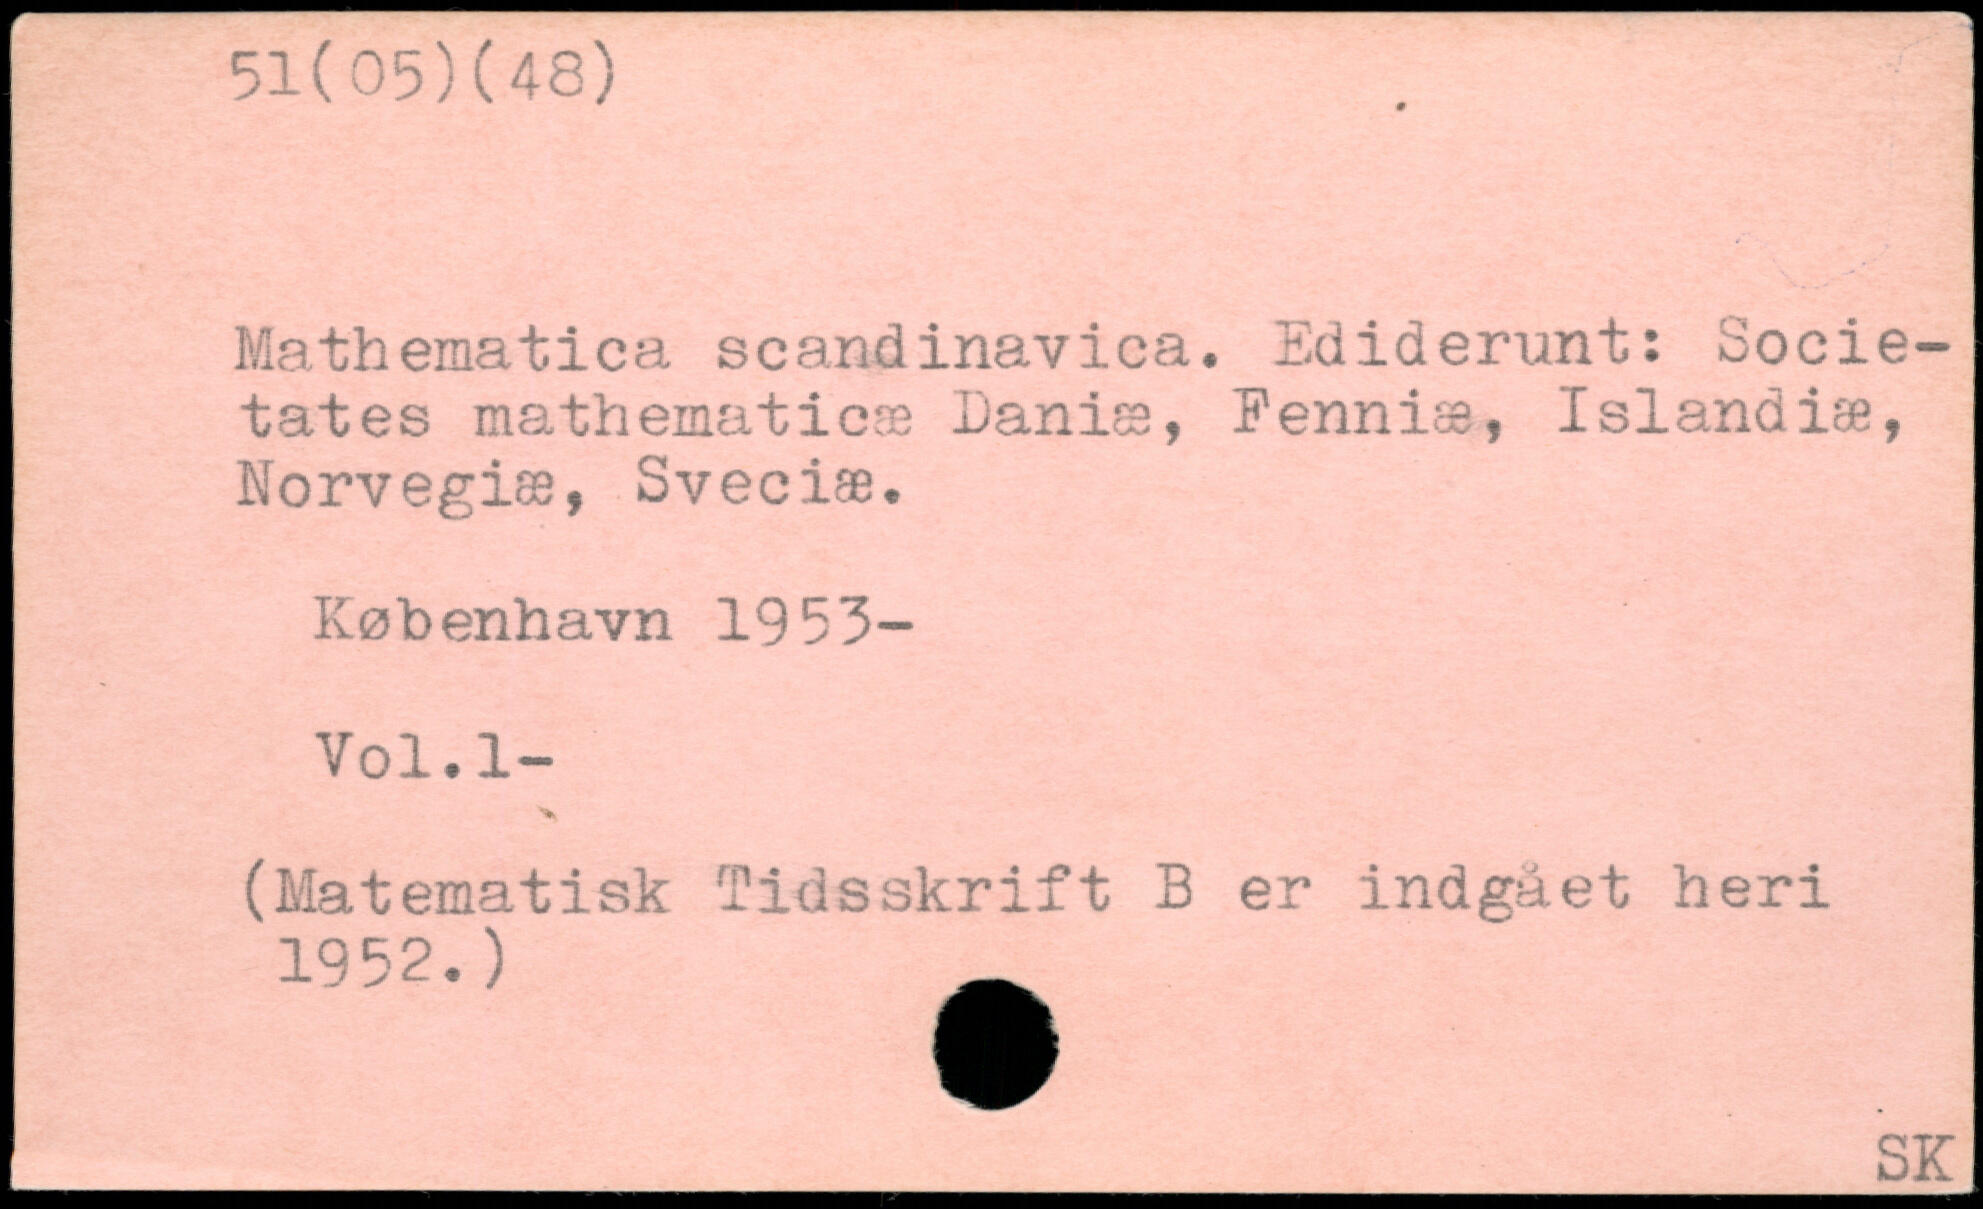 51(05)(48)
Mathematica scandinavica. Ediderunt: Socie-
tates mathematicæ Daniæ, Fenniæ, Islandiæ,
Norvegiæ, Sveciæ.
København 1953-
Vol.1-
(Matematisk Tidsskrift B er indgået heri
1952.)
SK